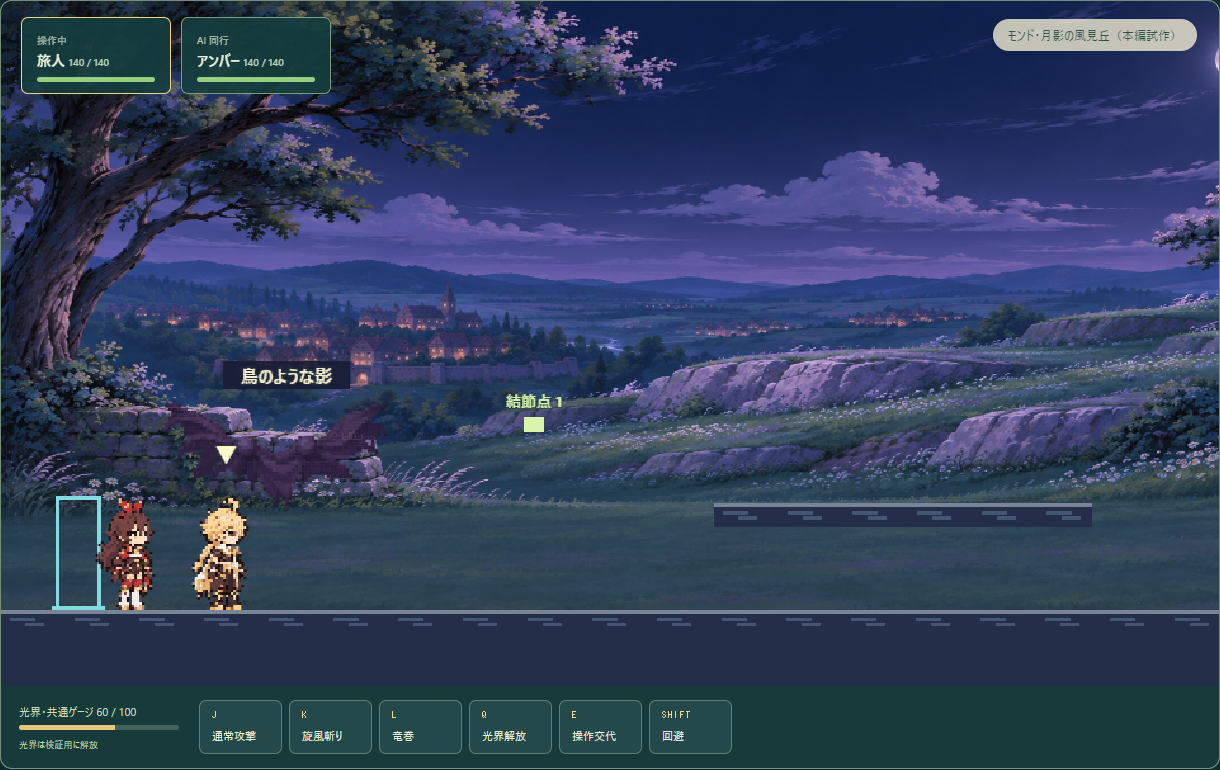 操作中
旅人 140 / 140
AI 同行
アンバー 140 / 140
モンド・月影の風見丘（本編試作）
鳥のような影
結節点 1
光界・共通ゲージ 60 / 100
光界は検証用に解放
J
通常攻撃
K
旋風斬り
L
竜巻
Q
光界解放
E
操作交代
SHIFT
回避